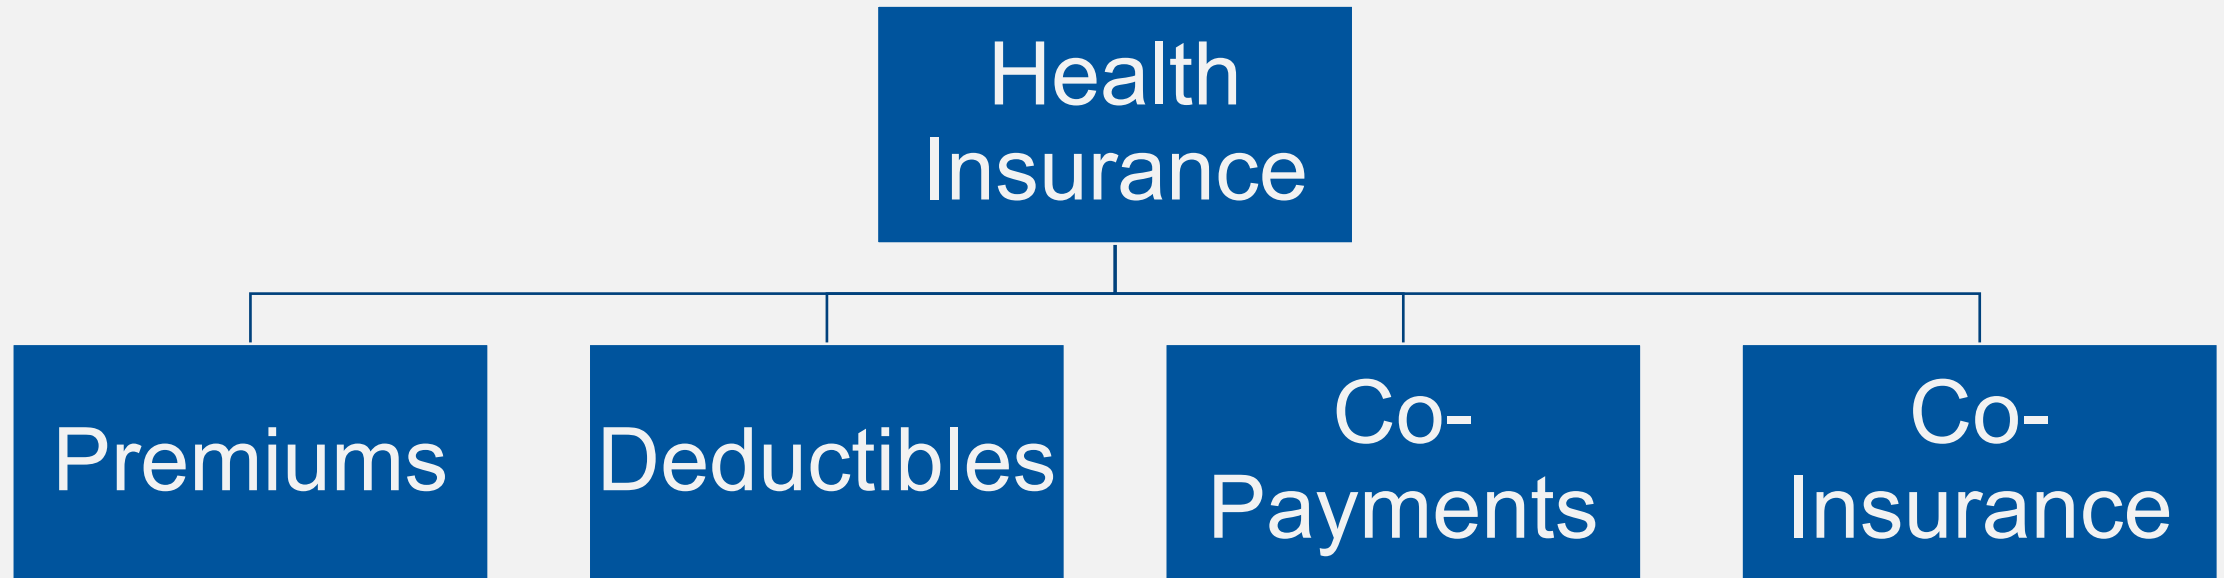 Health
Insurance
Premiums
Deductibles
Co-
Payments
Co-
Insurance